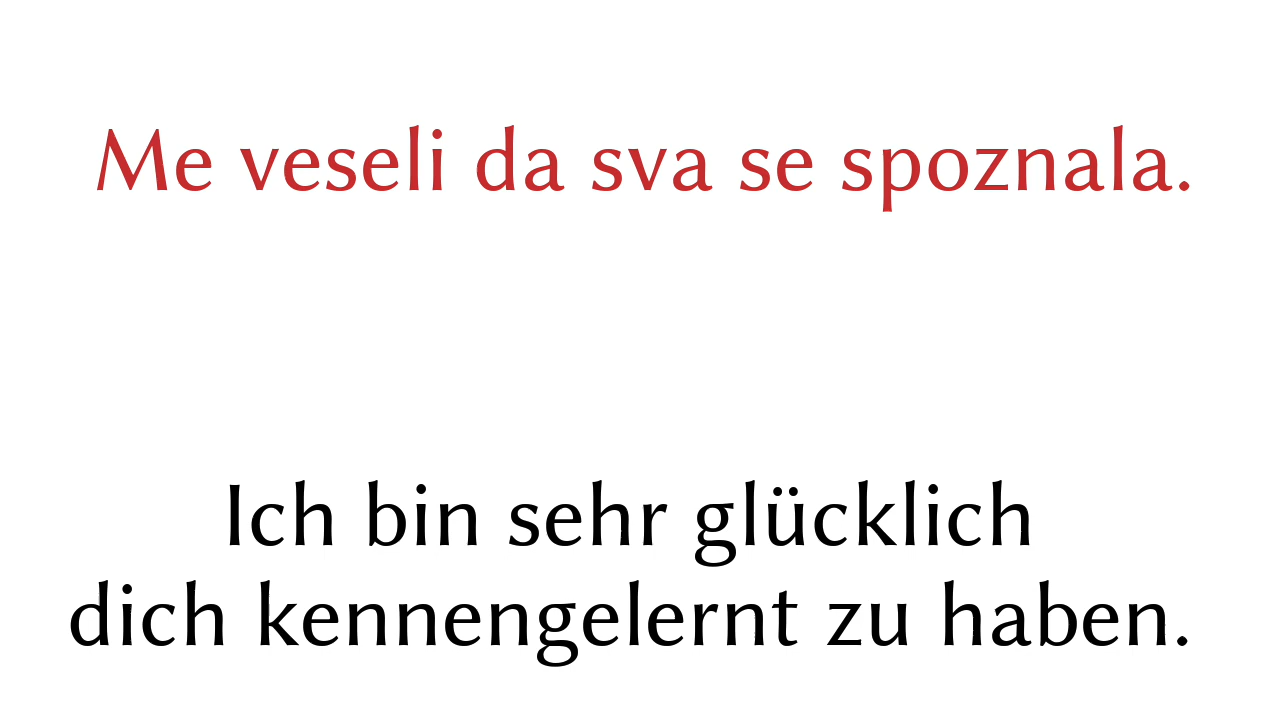 Me veseli da sva se spoznala.
Ich bin sehr glücklich
dich kennengelernt zu haben.